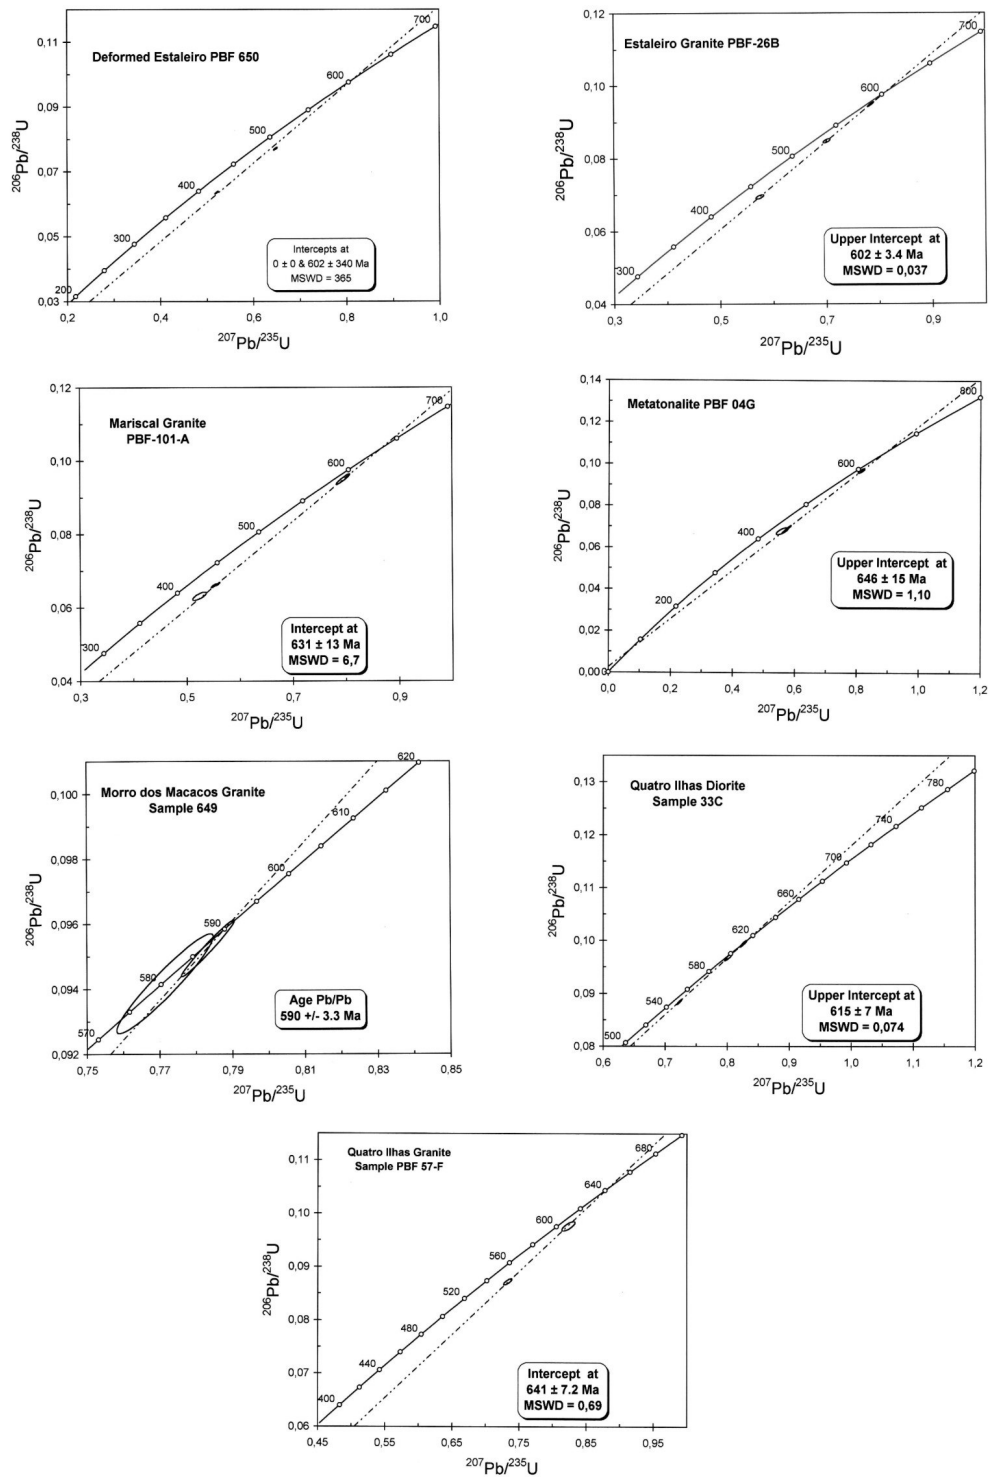 Deformed Estaleiro PBF 650
206Pb/238U
0,11
0,09
0,07
0,05
0,03
200
300
400
500
600
700
Intercepts at
0 ± 0 & 602 ± 340 Ma
MSWD = 365
0,2 0,4 0,6 0,8 1,0
207Pb/235U
Estaleiro Granite PBF-26B
206Pb/238U
0,12
0,10
0,08
0,06
0,04
300
400
500
600
700
Upper Intercept at
602 ± 3.4 Ma
MSWD = 0,037
0,3 0,5 0,7 0,9
207Pb/235U
Mariscal Granite
PBF-101-A
206Pb/238U
0,12
0,10
0,08
0,06
0,04
300
400
500
600
700
Intercept at
631 ± 13 Ma
MSWD = 6,7
0,3 0,5 0,7 0,9
207Pb/235U
Metatonalite PBF 04G
206Pb/238U
0,14
0,12
0,10
0,08
0,06
0,04
0,02
0,00
0
200
400
600
800
Upper Intercept at
646 ± 15 Ma
MSWD = 1,10
0,0 0,2 0,4 0,6 0,8 1,0 1,2
207Pb/235U
Morro dos Macacos Granite
Sample 649
206Pb/238U
0,100
0,098
0,096
0,094
0,092
570
580
590
600
610
620
Age Pb/Pb
590 +/- 3.3 Ma
0,75 0,77 0,79 0,81 0,83 0,85
207Pb/235U
Quatro Ilhas Diorite
Sample 33C
206Pb/238U
0,13
0,12
0,11
0,10
0,09
0,08
500
540
580
620
660
700
740
780
Upper Intercept at
615 ± 7 Ma
MSWD = 0,074
0,6 0,7 0,8 0,9 1,0 1,1 1,2
207Pb/235U
Quatro Ilhas Granite
Sample PBF 57-F
206Pb/238U
0,11
0,10
0,09
0,08
0,07
0,06
400
440
480
520
560
600
640
680
Intercept at
641 ± 7.2 Ma
MSWD = 0,69
0,45 0,55 0,65 0,75 0,85 0,95
207Pb/235U